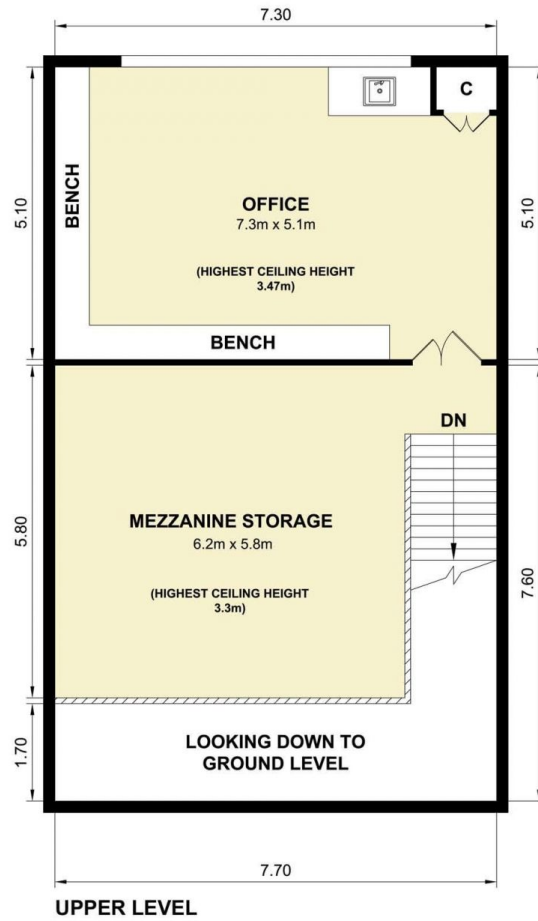 7.30
C
5.10
5.10
BENCH
OFFICE
7.3m x 5.1m
(HIGHEST CEILING HEIGHT
3.47m)
BENCH
DN
5.80
MEZZANINE STORAGE
6.2m x 5.8m
(HIGHEST CEILING HEIGHT
3.3m)
7.60
1.70
LOOKING DOWN TO
GROUND LEVEL
7.70
UPPER LEVEL